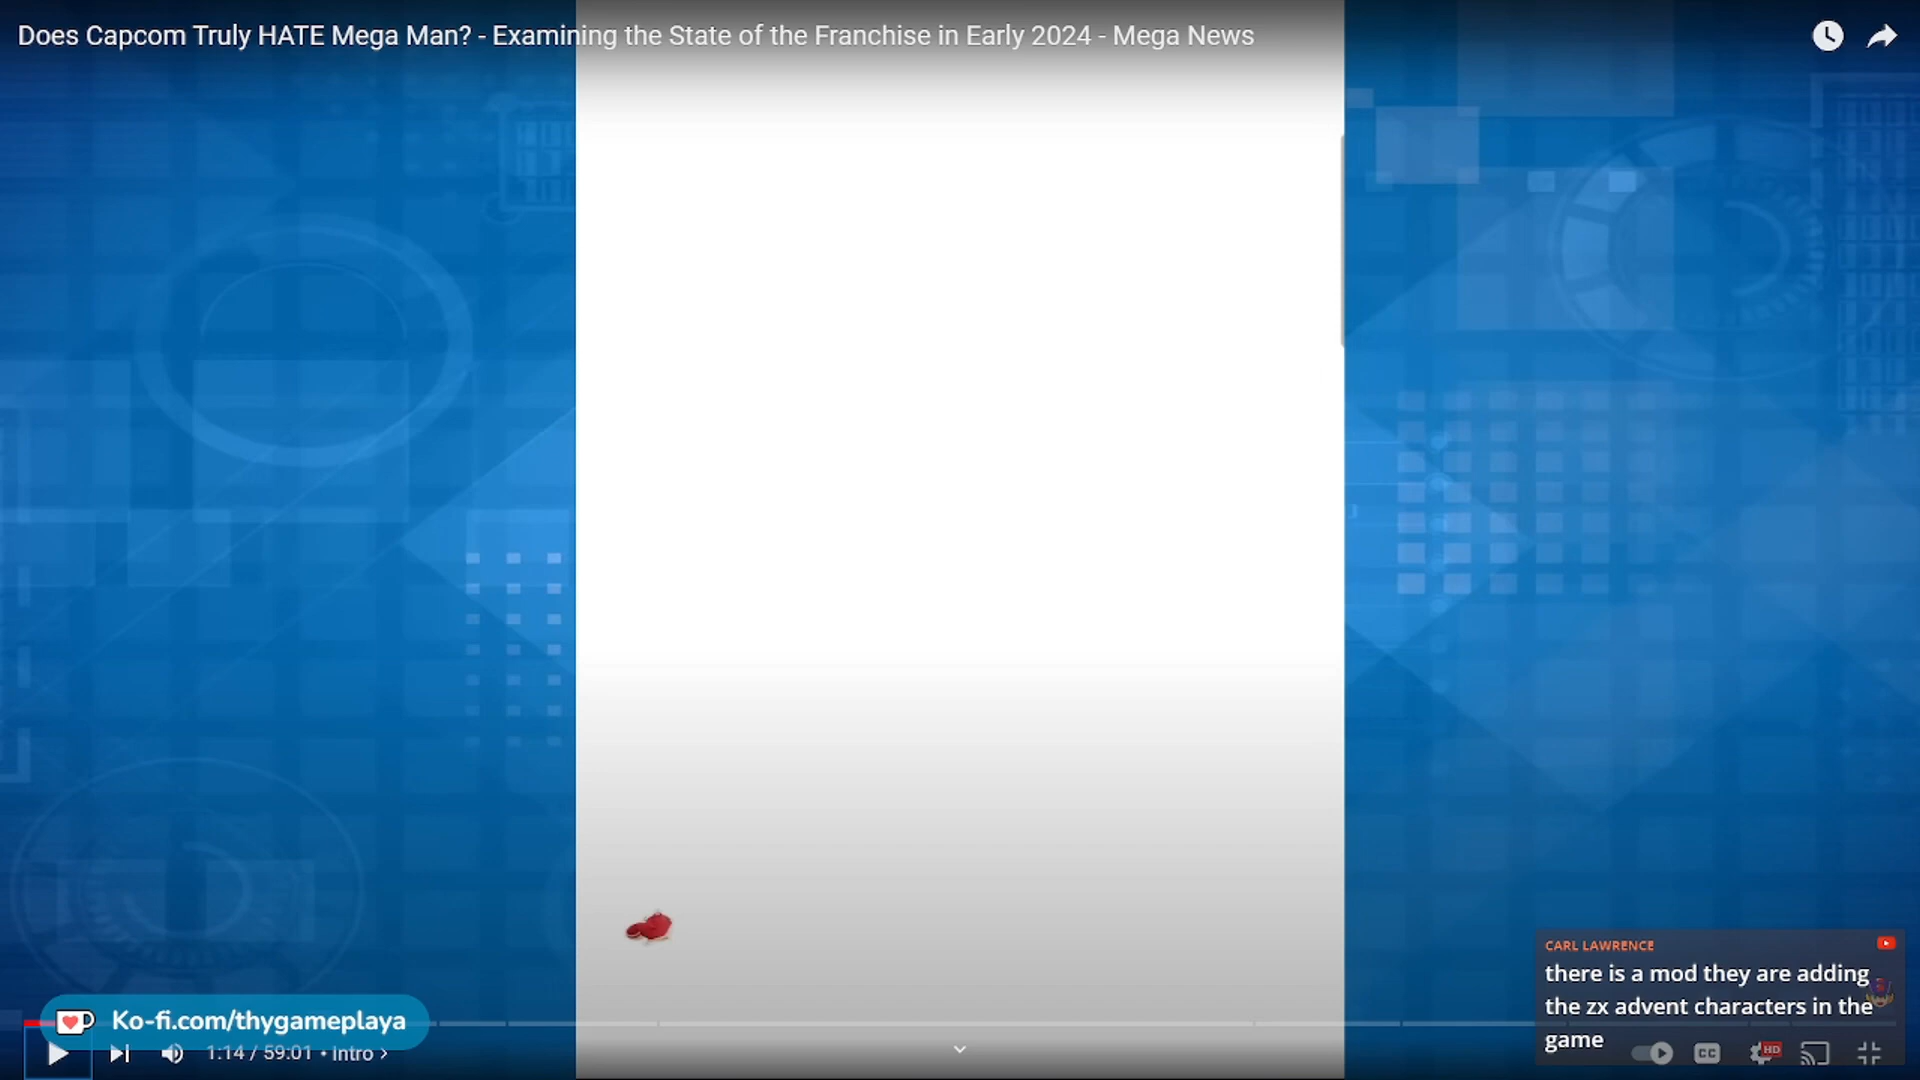 Does Capcom Truly HATE Mega Man? - Examining the State of the Franchise in Early 2024 - Mega News
CARL LAWRENCE
there is a mod they are adding
the zx advent characters in the
game
Ko-fi.com/thygameplaya
1:14 / 59:01 • Intro ›
CC
HD